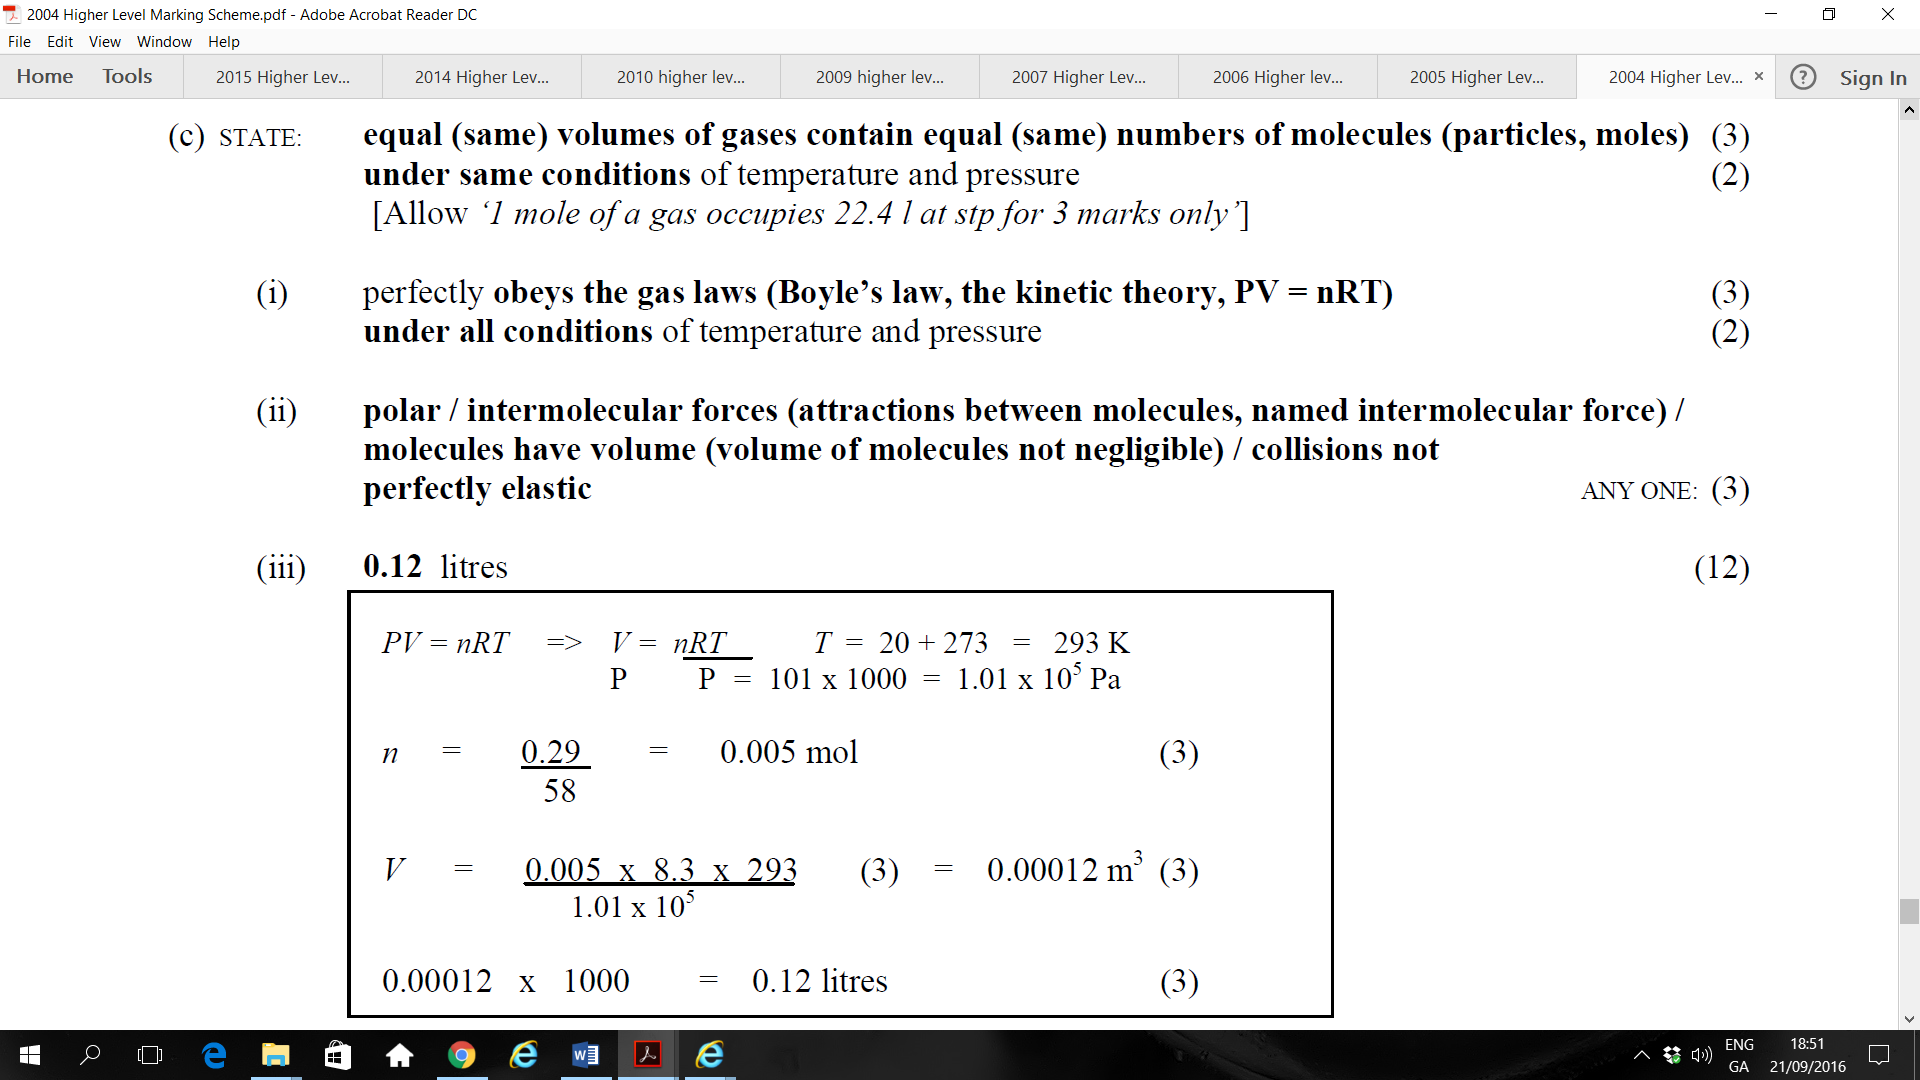 2004 Higher Level Marking Scheme.pdf - Adobe Acrobat Reader DC
File Edit View Window Help
Home Tools 2015 Higher Lev... 2014 Higher Lev... 2010 higher lev... 2009 higher lev... 2007 Higher Lev... 2006 Higher lev... 2005 Higher Lev... 2004 Higher Lev... × ? Sign In
(c) STATE: equal (same) volumes of gases contain equal (same) numbers of molecules (particles, moles) (3)
under same conditions of temperature and pressure (2)
[Allow ‘1 mole of a gas occupies 22.4 l at stp for 3 marks only’]
(i) perfectly obeys the gas laws (Boyle’s law, the kinetic theory, PV = nRT) (3)
under all conditions of temperature and pressure (2)
(ii) polar / intermolecular forces (attractions between molecules, named intermolecular force) /
molecules have volume (volume of molecules not negligible) / collisions not
perfectly elastic ANY ONE: (3)
(iii) 0.12 litres (12)
PV = nRT => V = nRT T = 20 + 273 = 293 K
P P = 101 x 1000 = 1.01 x 10⁵ Pa
n = 0.29 = 0.005 mol (3)
58
V = 0.005 x 8.3 x 293 (3) = 0.00012 m³ (3)
1.01 x 10⁵
0.00012 x 1000 = 0.12 litres (3)
ENG 18:51
GA 21/09/2016